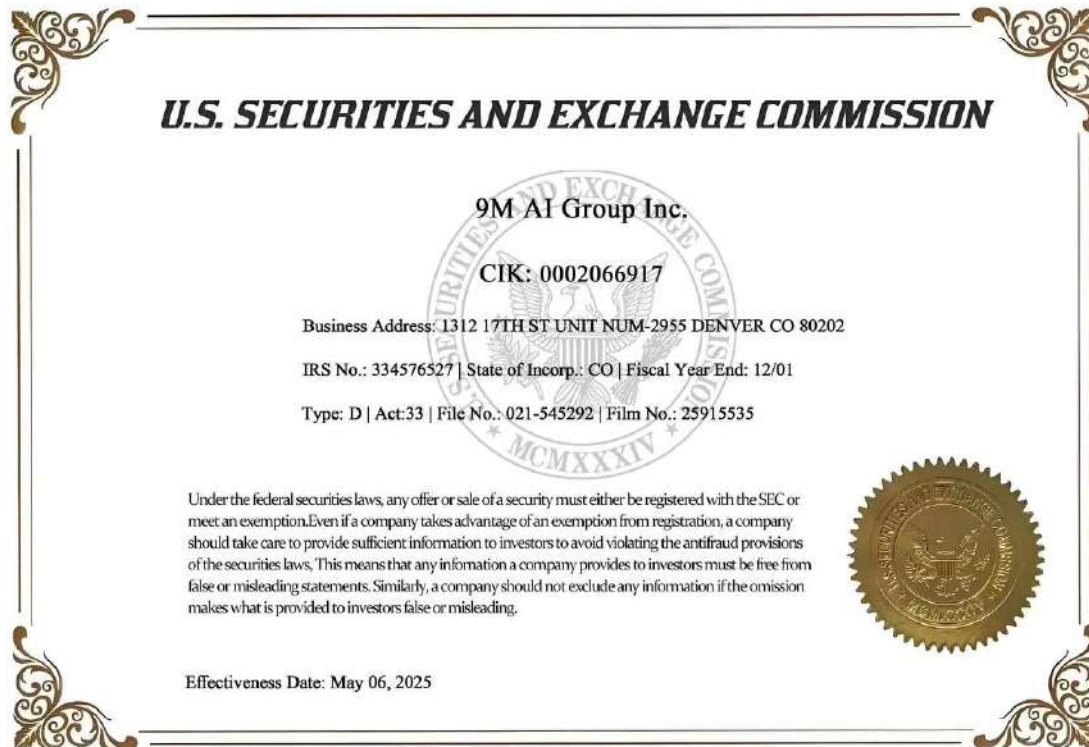 U.S. SECURITIES AND EXCHANGE COMMISSION
9M AI Group Inc.
CIK: 0002066917
Business Address: 1312 17TH ST UNIT NUM-2955 DENVER CO 80202
IRS No.: 334576527 | State of Incorp.: CO | Fiscal Year End: 12/01
Type: D | Act:33 | File No.: 021-545292 | Film No.: 25915535
U.S. SECURITIES AND EXCHANGE COMMISSION
MCMXXXIV
Under the federal securities laws, any offer or sale of a security must either be registered with the SEC or
meet an exemption.Even if a company takes advantage of an exemption from registration, a company
should take care to provide sufficient information to investors to avoid violating the antifraud provisions
of the securities laws, This means that any infomation a company provides to investors must be free from
false or misleading statements. Similarly, a company should not exclude any information if the omission
makes what is provided to investors false or misleading.
Effectiveness Date: May 06, 2025